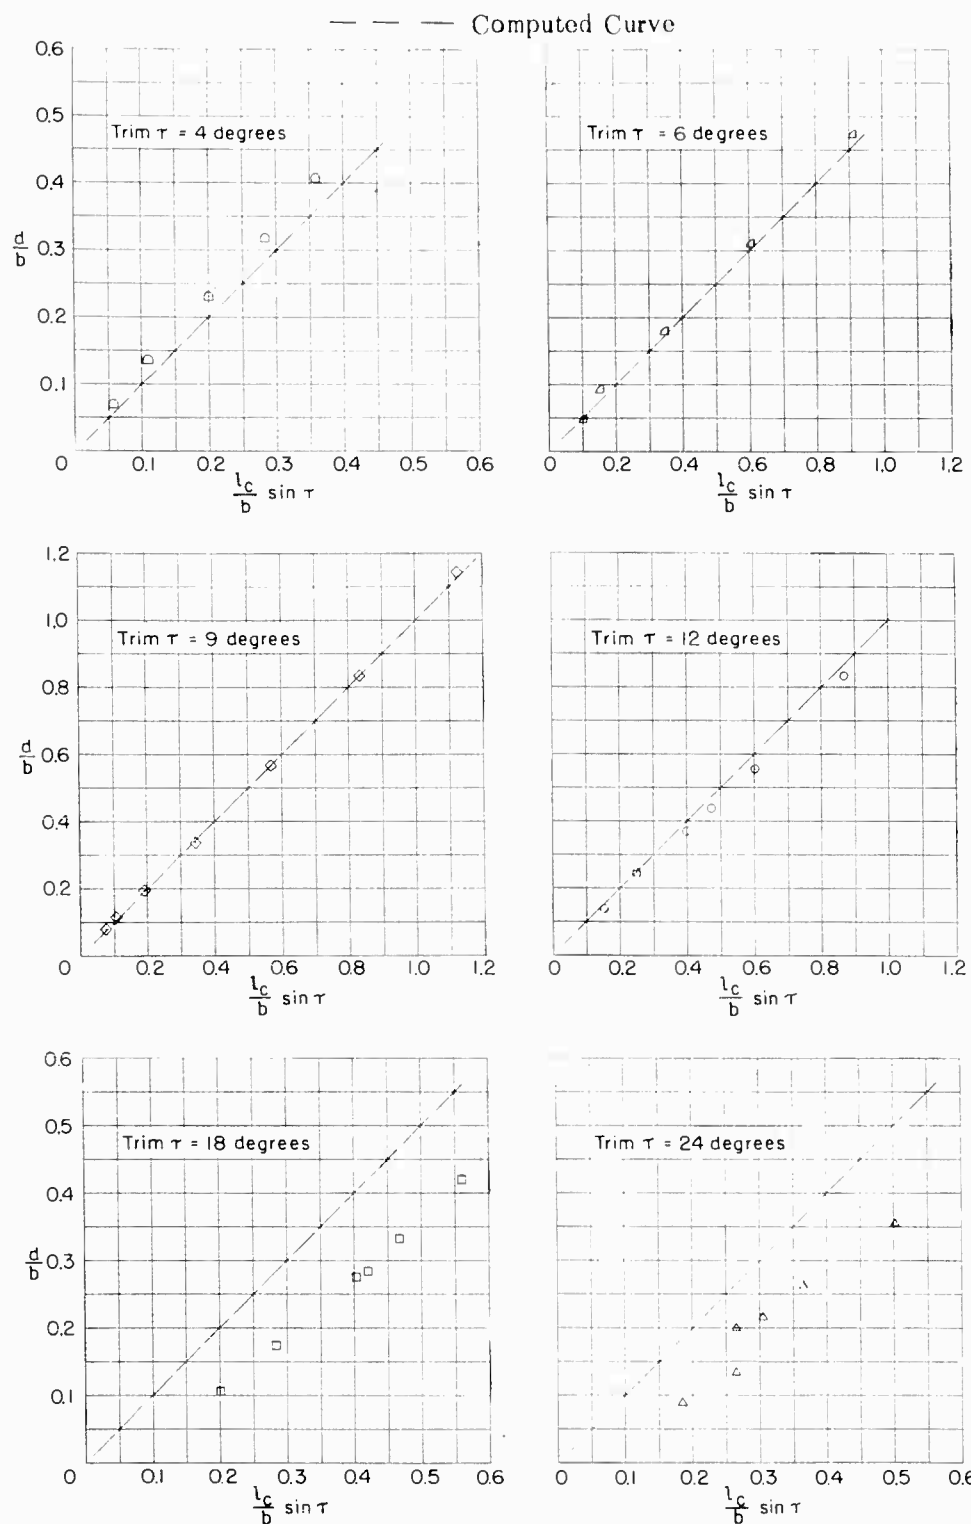 Computed Curve
0.6
0.5
0.4
0.3
0.2
0.1
0
d/b
Trim τ = 4 degrees
0.1 0.2 0.3 0.4 0.5 0.6
l_c/b sin τ
Trim τ = 6 degrees
0 0.2 0.4 0.6 0.8 1.0 1.2
l_c/b sin τ
1.2
1.0
0.8
0.6
0.4
0.2
0
d/b
Trim τ = 9 degrees
0.2 0.4 0.6 0.8 1.0 1.2
l_c/b sin τ
Trim τ = 12 degrees
0 0.2 0.4 0.6 0.8 1.0 1.2
l_c/b sin τ
0.6
0.5
0.4
0.3
0.2
0.1
0
d/b
Trim τ = 18 degrees
0.1 0.2 0.3 0.4 0.5 0.6
l_c/b sin τ
Trim τ = 24 degrees
0 0.1 0.2 0.3 0.4 0.5 0.6
l_c/b sin τ